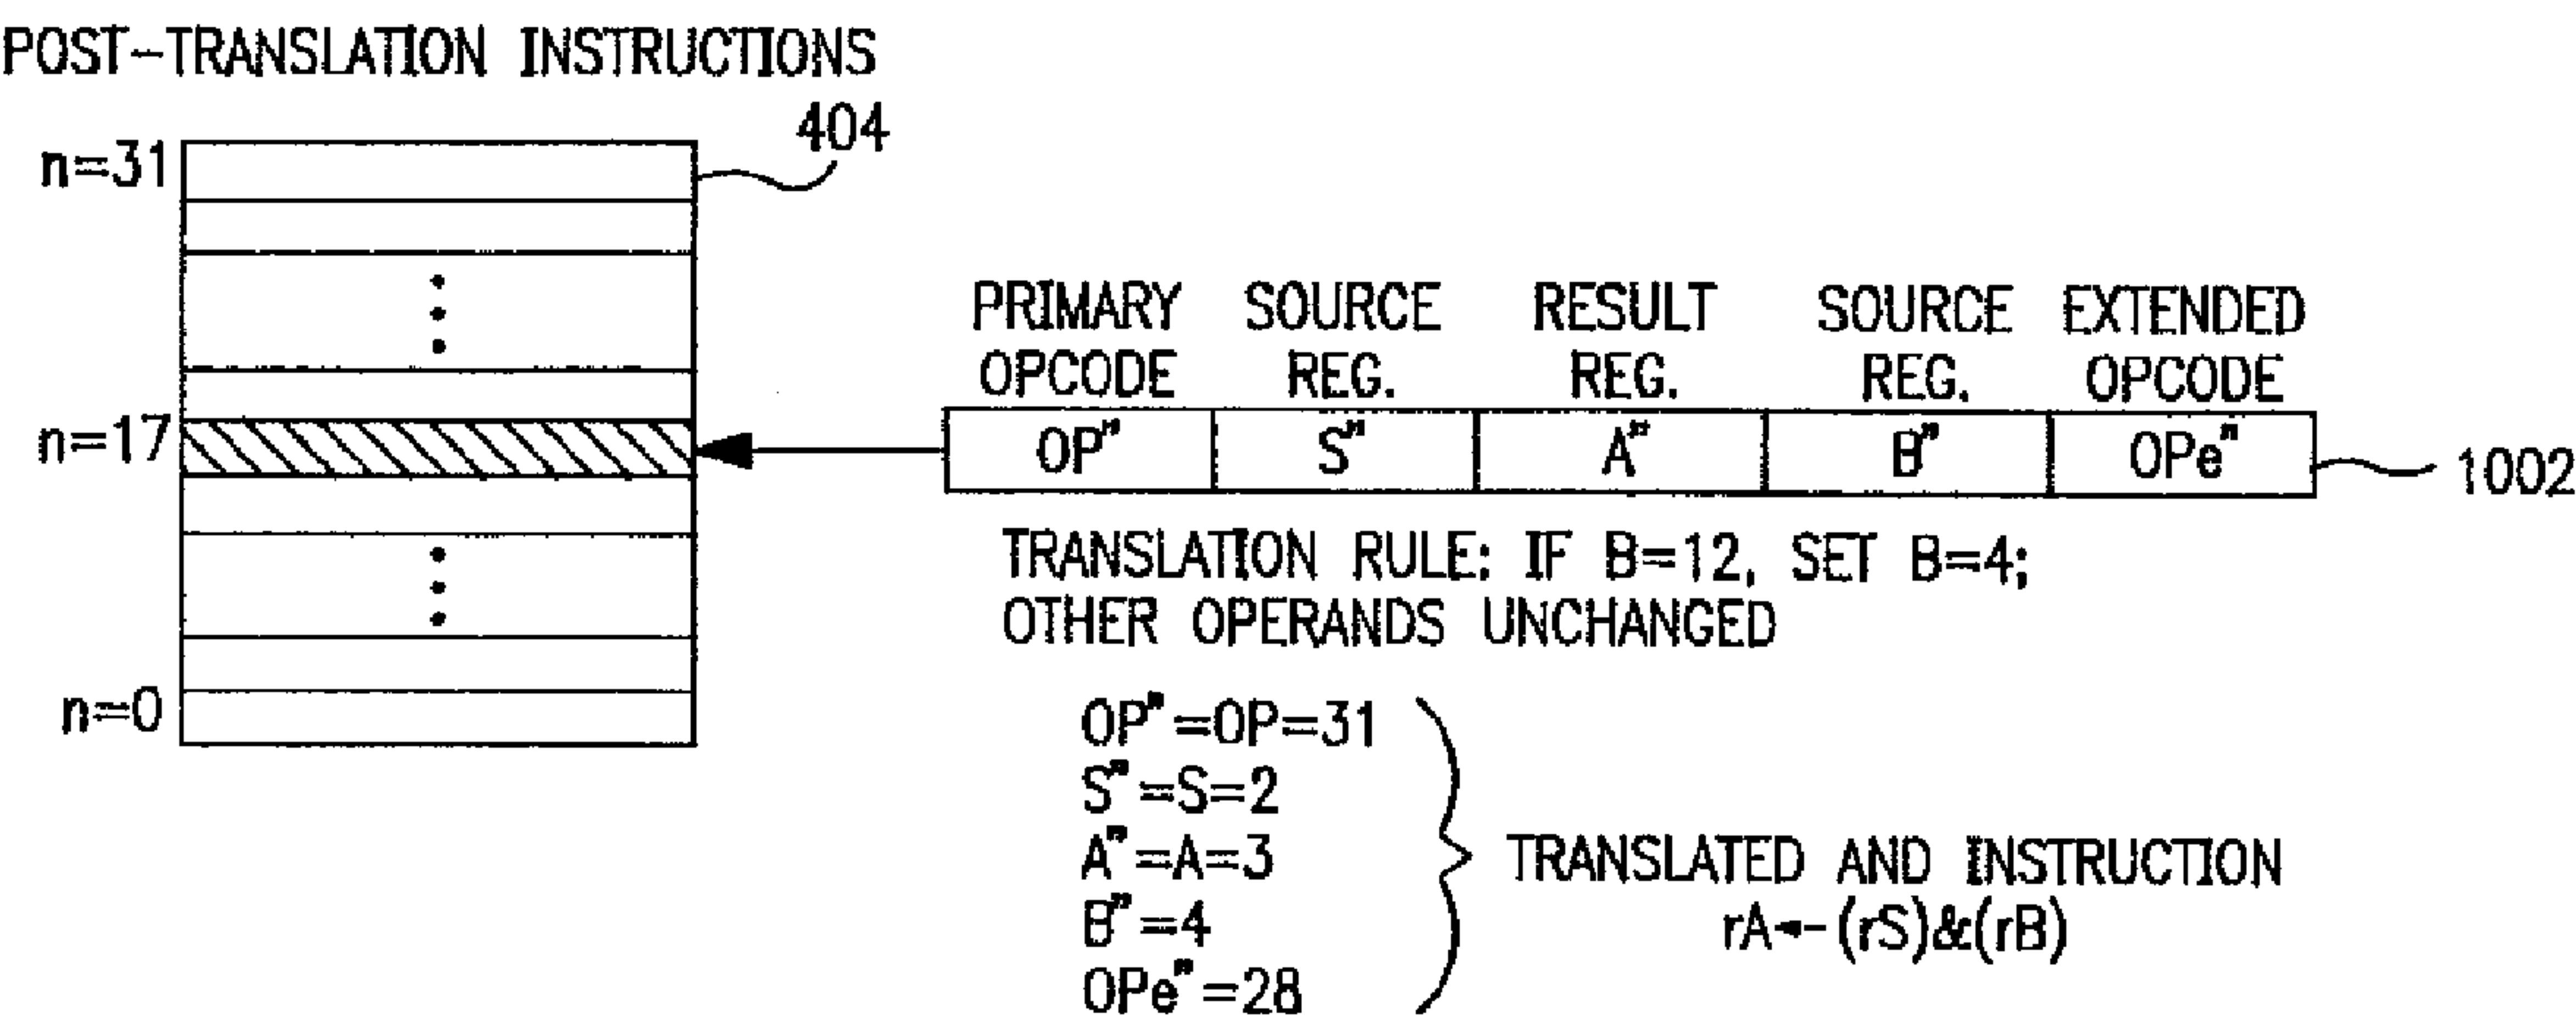 POST-TRANSLATION INSTRUCTIONS
404
n=31
n=17
n=0
PRIMARY OPCODE
SOURCE REG.
RESULT REG.
SOURCE REG.
EXTENDED OPCODE
OP" S" A" B" OPe"
1002
TRANSLATION RULE: IF B=12, SET B=4;
OTHER OPERANDS UNCHANGED
OP"=OP=31
S"=S=2
A"=A=3
B"=4
OPe"=28
TRANSLATED AND INSTRUCTION
rA←(rS)&(rB)